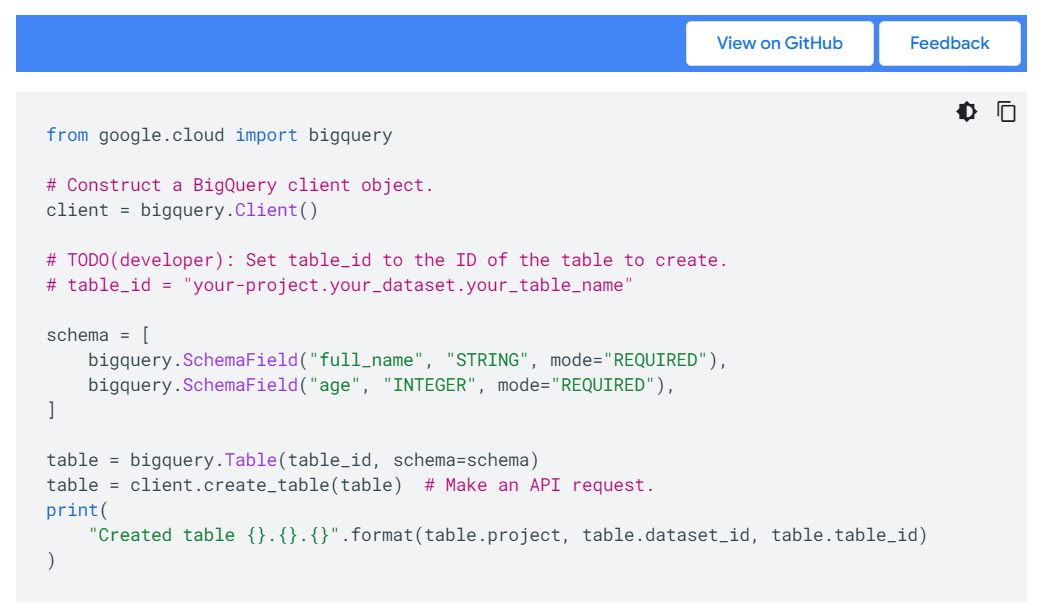 View on GitHub Feedback
from google.cloud import bigquery
# Construct a BigQuery client object.
client = bigquery.Client()
# TODO(developer): Set table_id to the ID of the table to create.
# table_id = "your-project.your_dataset.your_table_name"
schema = [
    bigquery.SchemaField("full_name", "STRING", mode="REQUIRED"),
    bigquery.SchemaField("age", "INTEGER", mode="REQUIRED"),
]
table = bigquery.Table(table_id, schema=schema)
table = client.create_table(table)  # Make an API request.
print(
    "Created table {}.{}.{}".format(table.project, table.dataset_id, table.table_id)
)